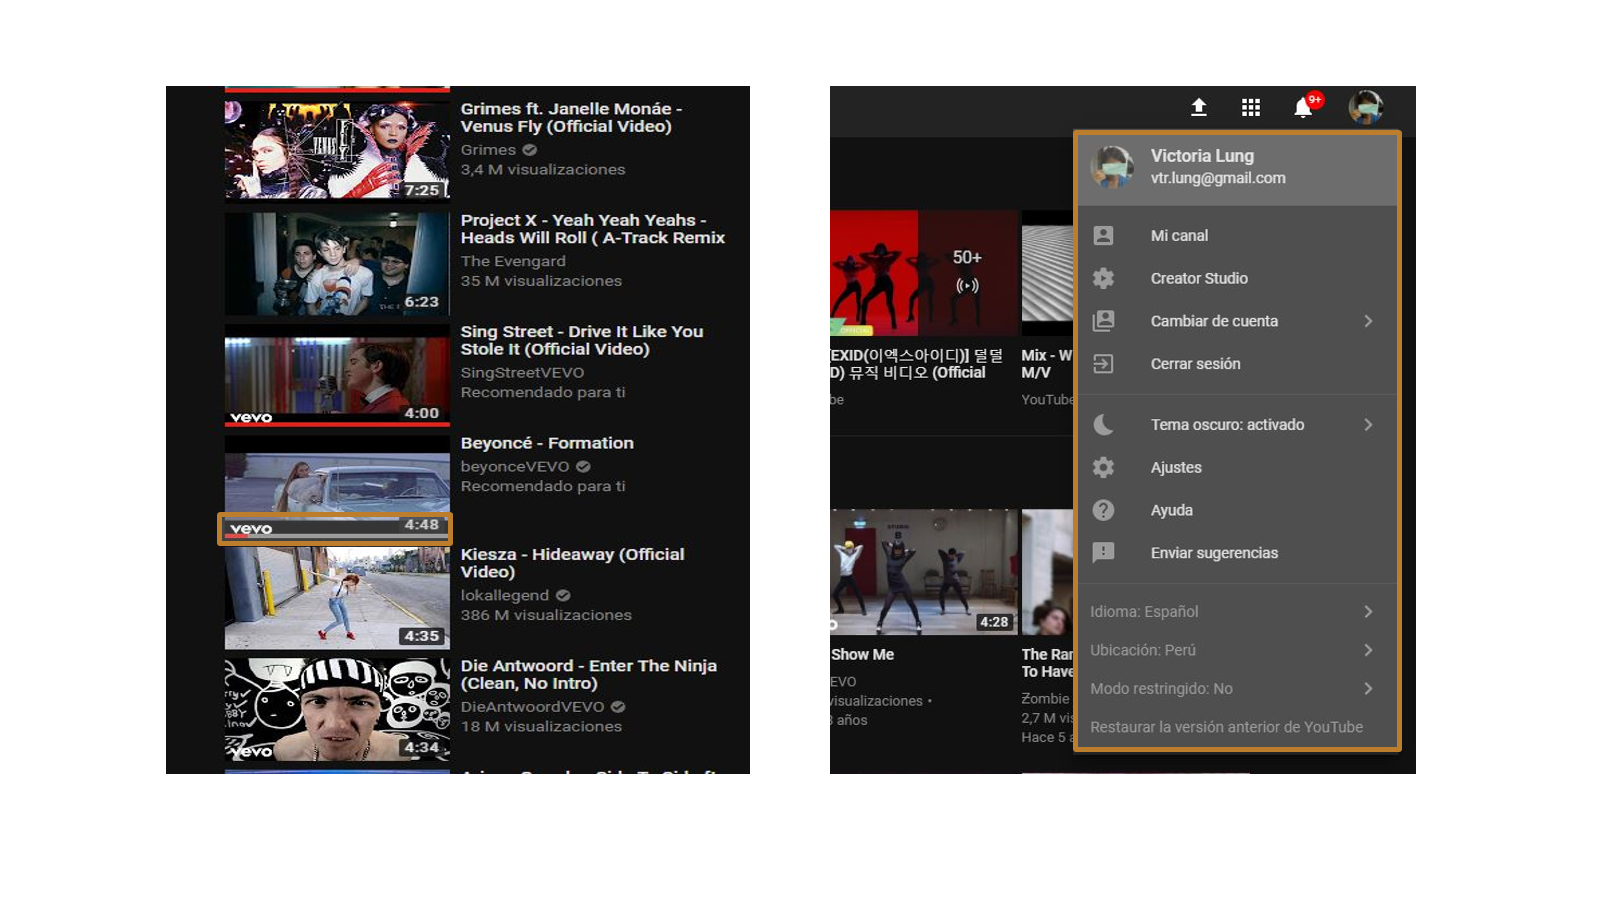 Grimes ft. Janelle Monáe -
Venus Fly (Official Video)
Grimes
3,4 M visualizaciones
VENUS
FLY
7:25
Project X - Yeah Yeah Yeahs -
Heads Will Roll ( A-Track Remix
The Evengard
35 M visualizaciones
6:23
Sing Street - Drive It Like You
Stole It (Official Video)
SingStreetVEVO
Recomendado para ti
vevo
4:00
Beyoncé - Formation
beyonceVEVO
Recomendado para ti
vevo
4:48
Kiesza - Hideaway (Official
Video)
lokallegend
386 M visualizaciones
4:35
Die Antwoord - Enter The Ninja
(Clean, No Intro)
DieAntwoordVEVO
18 M visualizaciones
vevo
4:34
9+
50+
OFFICIAL
[EXID(이엑스아이디)] 덜덜
D) 뮤직 비디오 (Official
be
Mix - W
M/V
YouTube
STUDIO
B
4:28
Show Me
EVO
visualizaciones •
3 años
The Ran
To Have
Zombie
2,7 M vis
Hace 5 a
Victoria Lung
vtr.lung@gmail.com
Mi canal
Creator Studio
Cambiar de cuenta
Cerrar sesión
Tema oscuro: activado
Ajustes
Ayuda
Enviar sugerencias
Idioma: Español
Ubicación: Perú
Modo restringido: No
Restaurar la versión anterior de YouTube